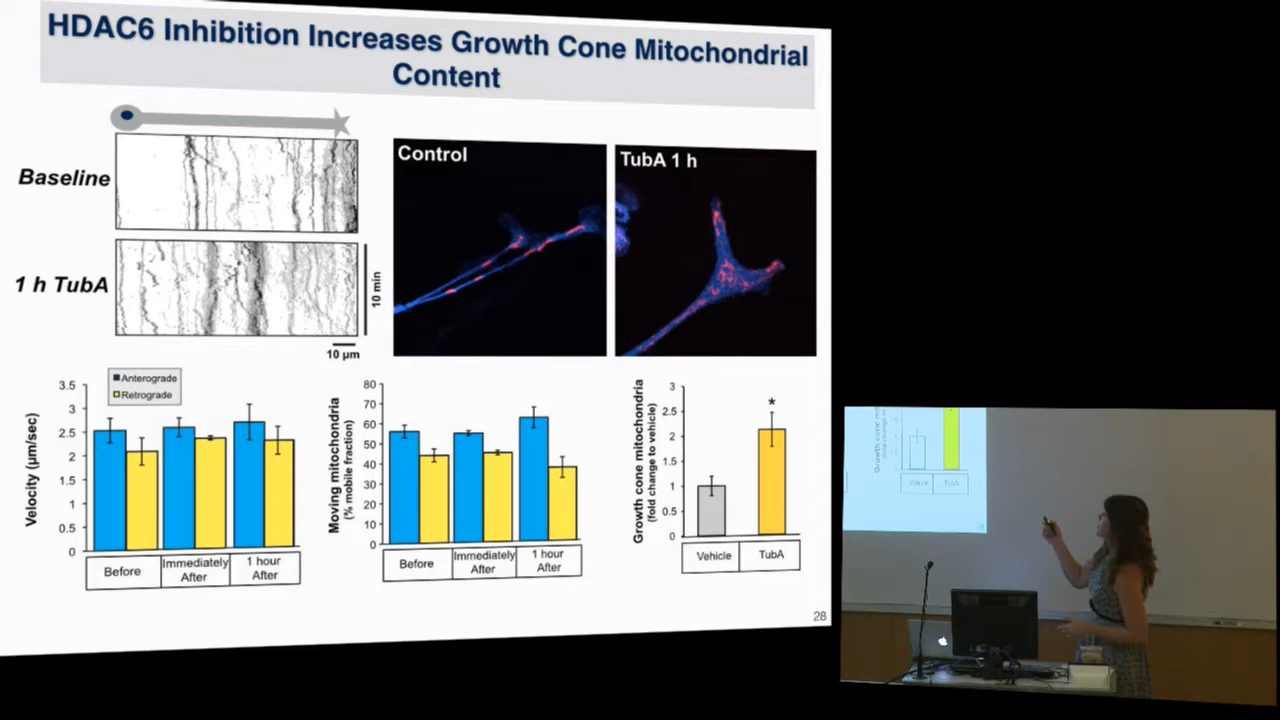 HDAC6 Inhibition Increases Growth Cone Mitochondrial
Content
Baseline
1 h TubA
10 min
10 µm
Control
TubA 1 h
Velocity (µm/sec)
3.5
3
2.5
2
1.5
1
0.5
0
Anterograde
Retrograde
Before
Immediately
After
1 hour
After
Moving mitochondria
(% mobile fraction)
80
70
60
50
40
30
20
10
0
Before
Immediately
After
1 hour
After
Growth cone mitochondria
(fold change to vehicle)
3
2.5
2
1.5
1
0.5
0
*
Vehicle
TubA
28
TubA